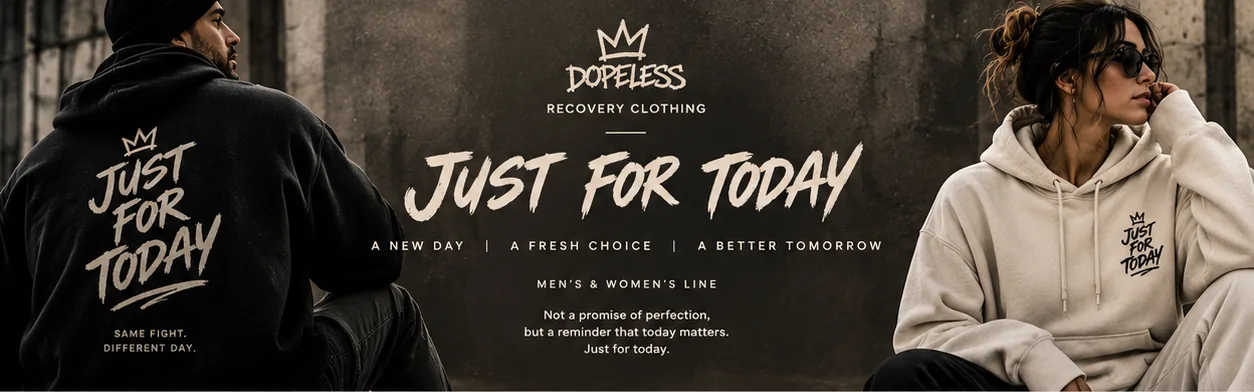 DOPELESS
RECOVERY CLOTHING
JUST FOR TODAY
A NEW DAY | A FRESH CHOICE | A BETTER TOMORROW
MEN'S & WOMEN'S LINE
Not a promise of perfection,
but a reminder that today matters.
Just for today.
JUST
FOR
TODAY
SAME FIGHT.
DIFFERENT DAY.
JUST
FOR
TODAY